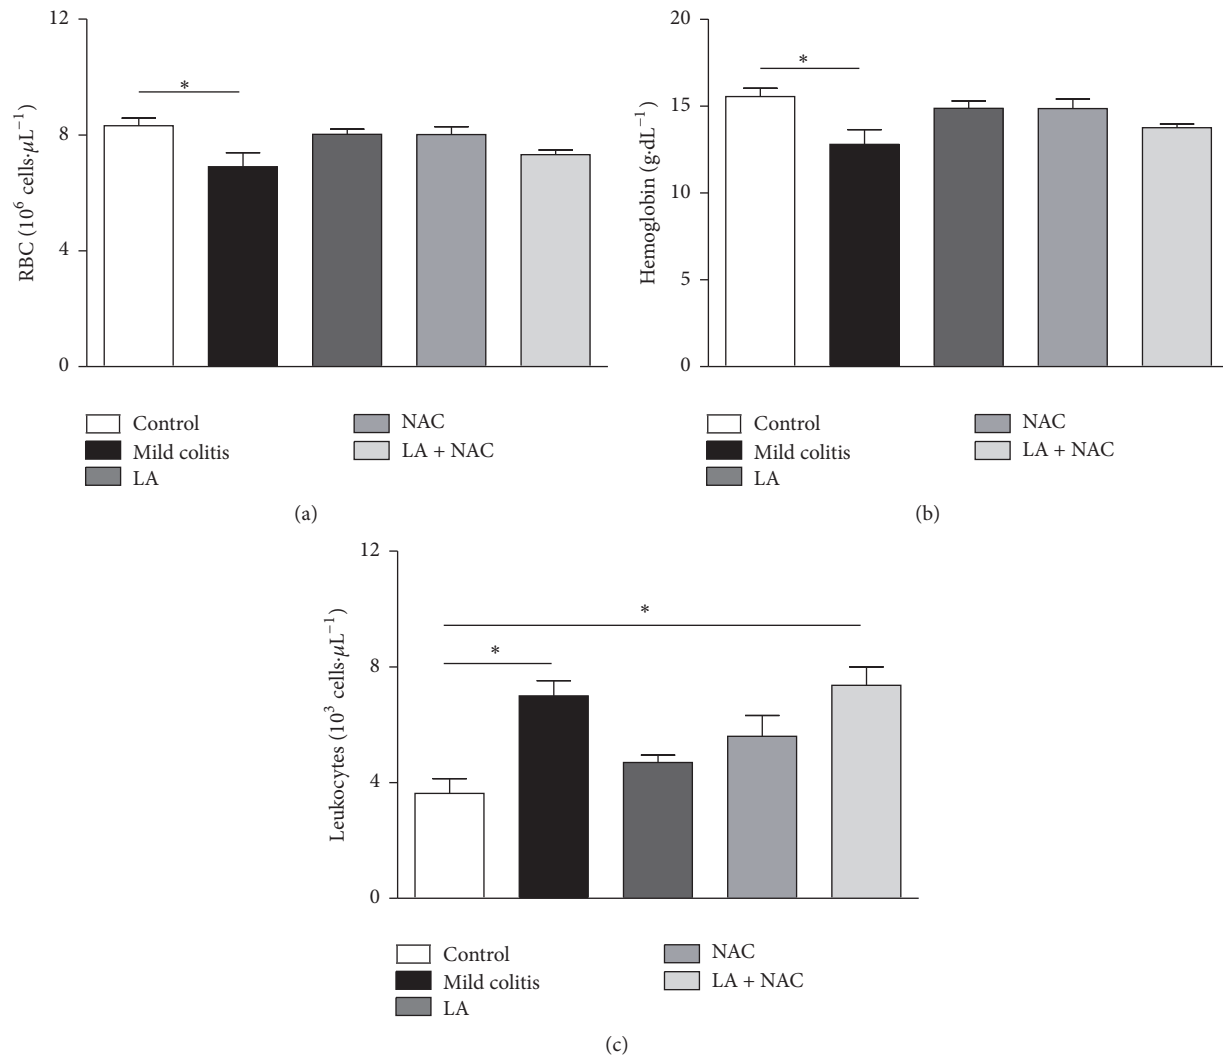 12
8
4
0
RBC (10⁶ cells·µL⁻¹)
*
Control
Mild colitis
LA
NAC
LA + NAC
(a)
20
15
10
5
0
Hemoglobin (g·dL⁻¹)
*
Control
Mild colitis
LA
NAC
LA + NAC
(b)
12
8
4
0
Leukocytes (10³ cells·µL⁻¹)
*
*
Control
Mild colitis
LA
NAC
LA + NAC
(c)